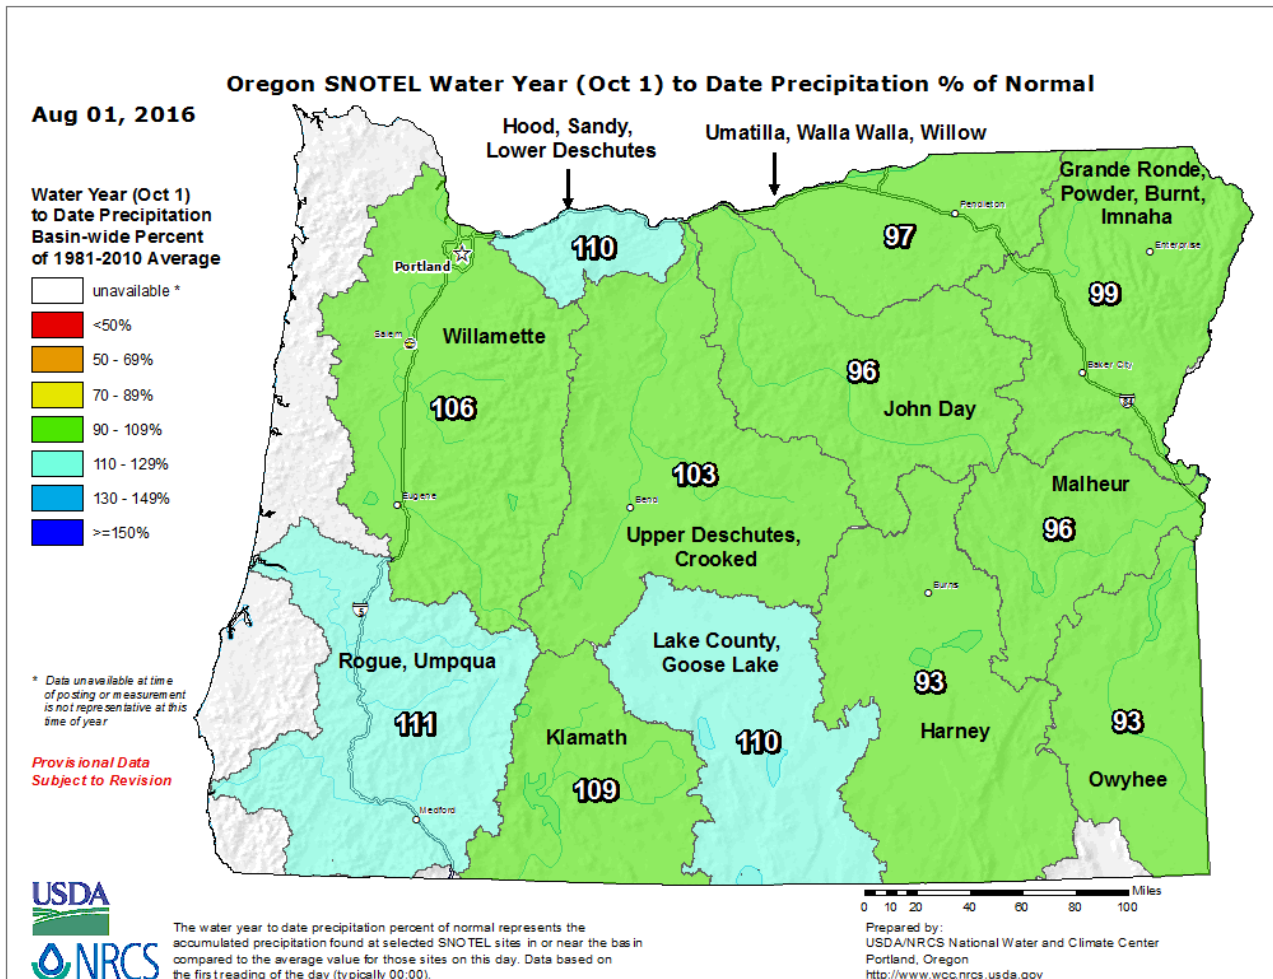 Oregon SNOTEL Water Year (Oct 1) to Date Precipitation % of Normal
Aug 01, 2016
Water Year (Oct 1)
to Date Precipitation
Basin-wide Percent
of 1981-2010 Average
unavailable *
<50%
50 - 69%
70 - 89%
90 - 109%
110 - 129%
130 - 149%
>=150%
* Data unavailable at time
of posting or measurement
is not representative at this
time of year
Provisional Data
Subject to Revision
Hood, Sandy,
Lower Deschutes
110
Umatilla, Walla Walla, Willow
97
Pendleton
Grande Ronde,
Powder, Burnt,
Imnaha
Enterprise
99
Portland
Salem
Willamette
106
Eugene
96
John Day
Baker City
84
103
Bend
Upper Deschutes,
Crooked
Malheur
96
Burns
5
Rogue, Umpqua
111
Medford
Klamath
109
Lake County,
Goose Lake
110
93
Harney
93
Owyhee
USDA
NRCS
The water year to date precipitation percent of normal represents the
accumulated precipitation found at selected SNOTEL sites in or near the basin
compared to the average value for those sites on this day. Data based on
the first reading of the day (typically 00:00).
Miles
0 10 20 40 60 80 100
Prepared by:
USDA/NRCS National Water and Climate Center
Portland, Oregon
http://www.wcc.nrcs.usda.gov